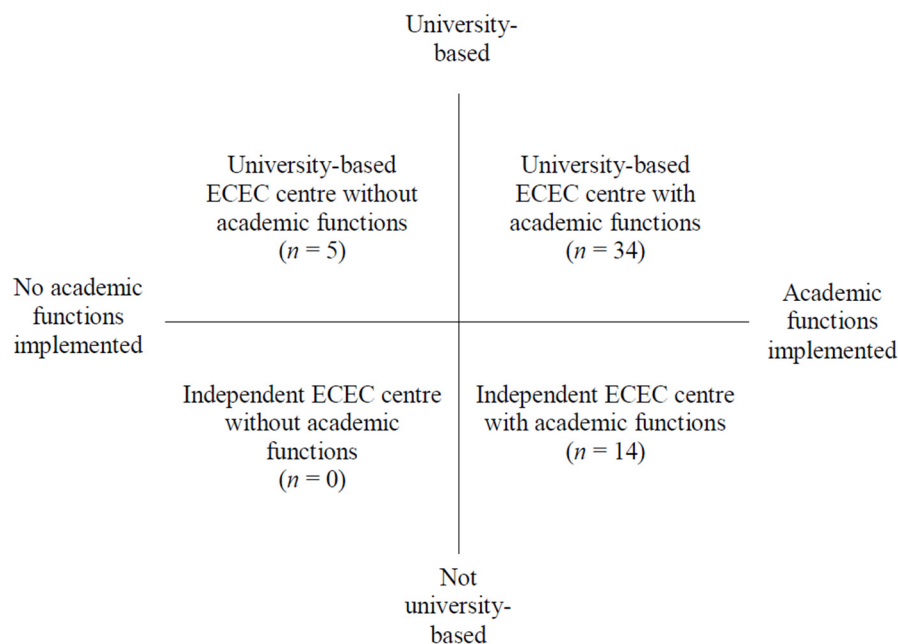 University-
based
University-based
ECEC centre without
academic functions
(n = 5)
University-based
ECEC centre with
academic functions
(n = 34)
No academic
functions
implemented
Academic
functions
implemented
Independent ECEC centre
without academic
functions
(n = 0)
Independent ECEC centre
with academic functions
(n = 14)
Not
university-
based